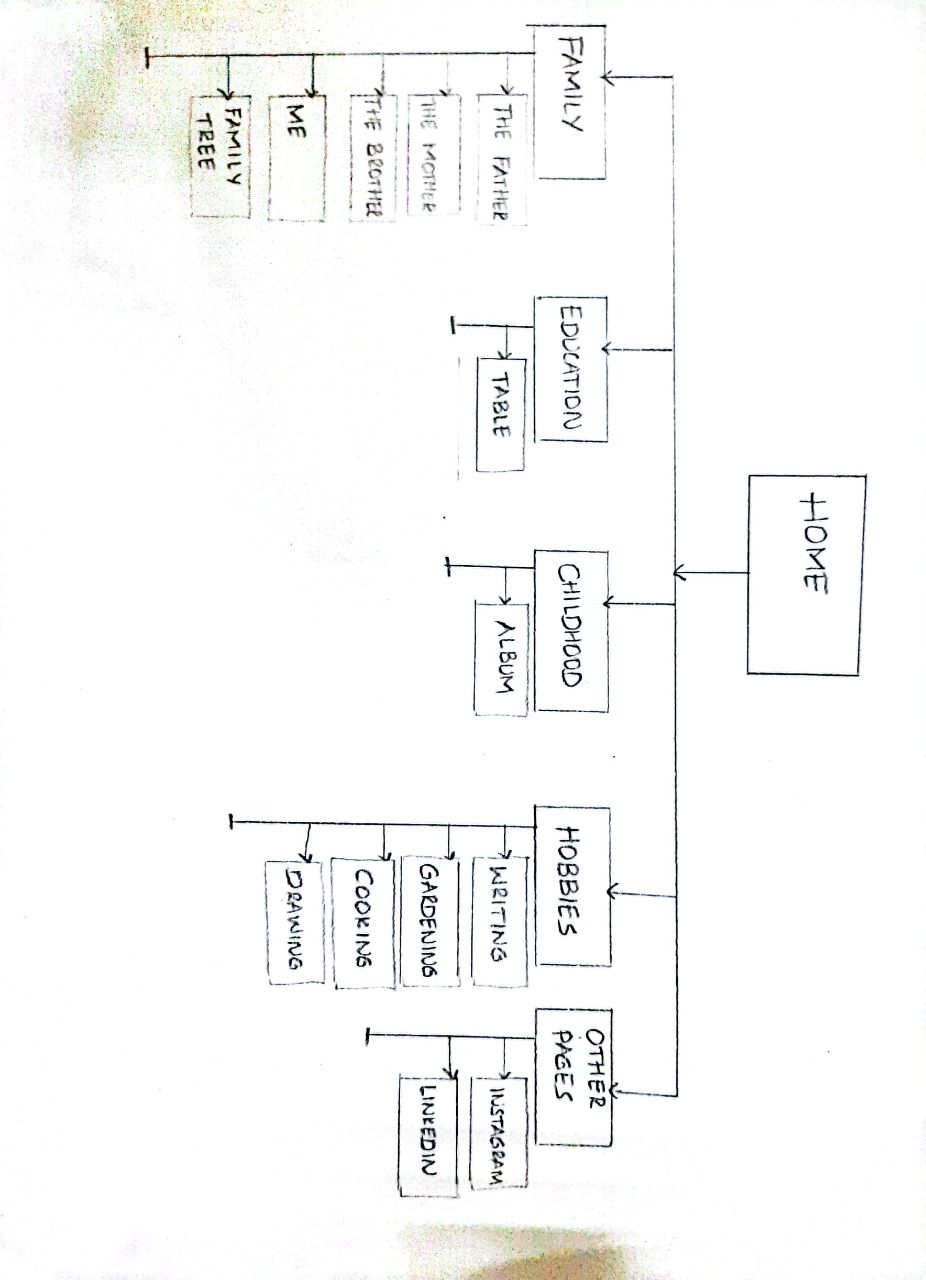 HOME
FAMILY
THE FATHER
THE MOTHER
THE BROTHER
ME
FAMILY
TREE
EDUCATION
TABLE
CHILDHOOD
ALBUM
HOBBIES
WRITING
GARDENING
COOKING
DRAWING
OTHER
PAGES
INSTAGRAM
LINKEDIN